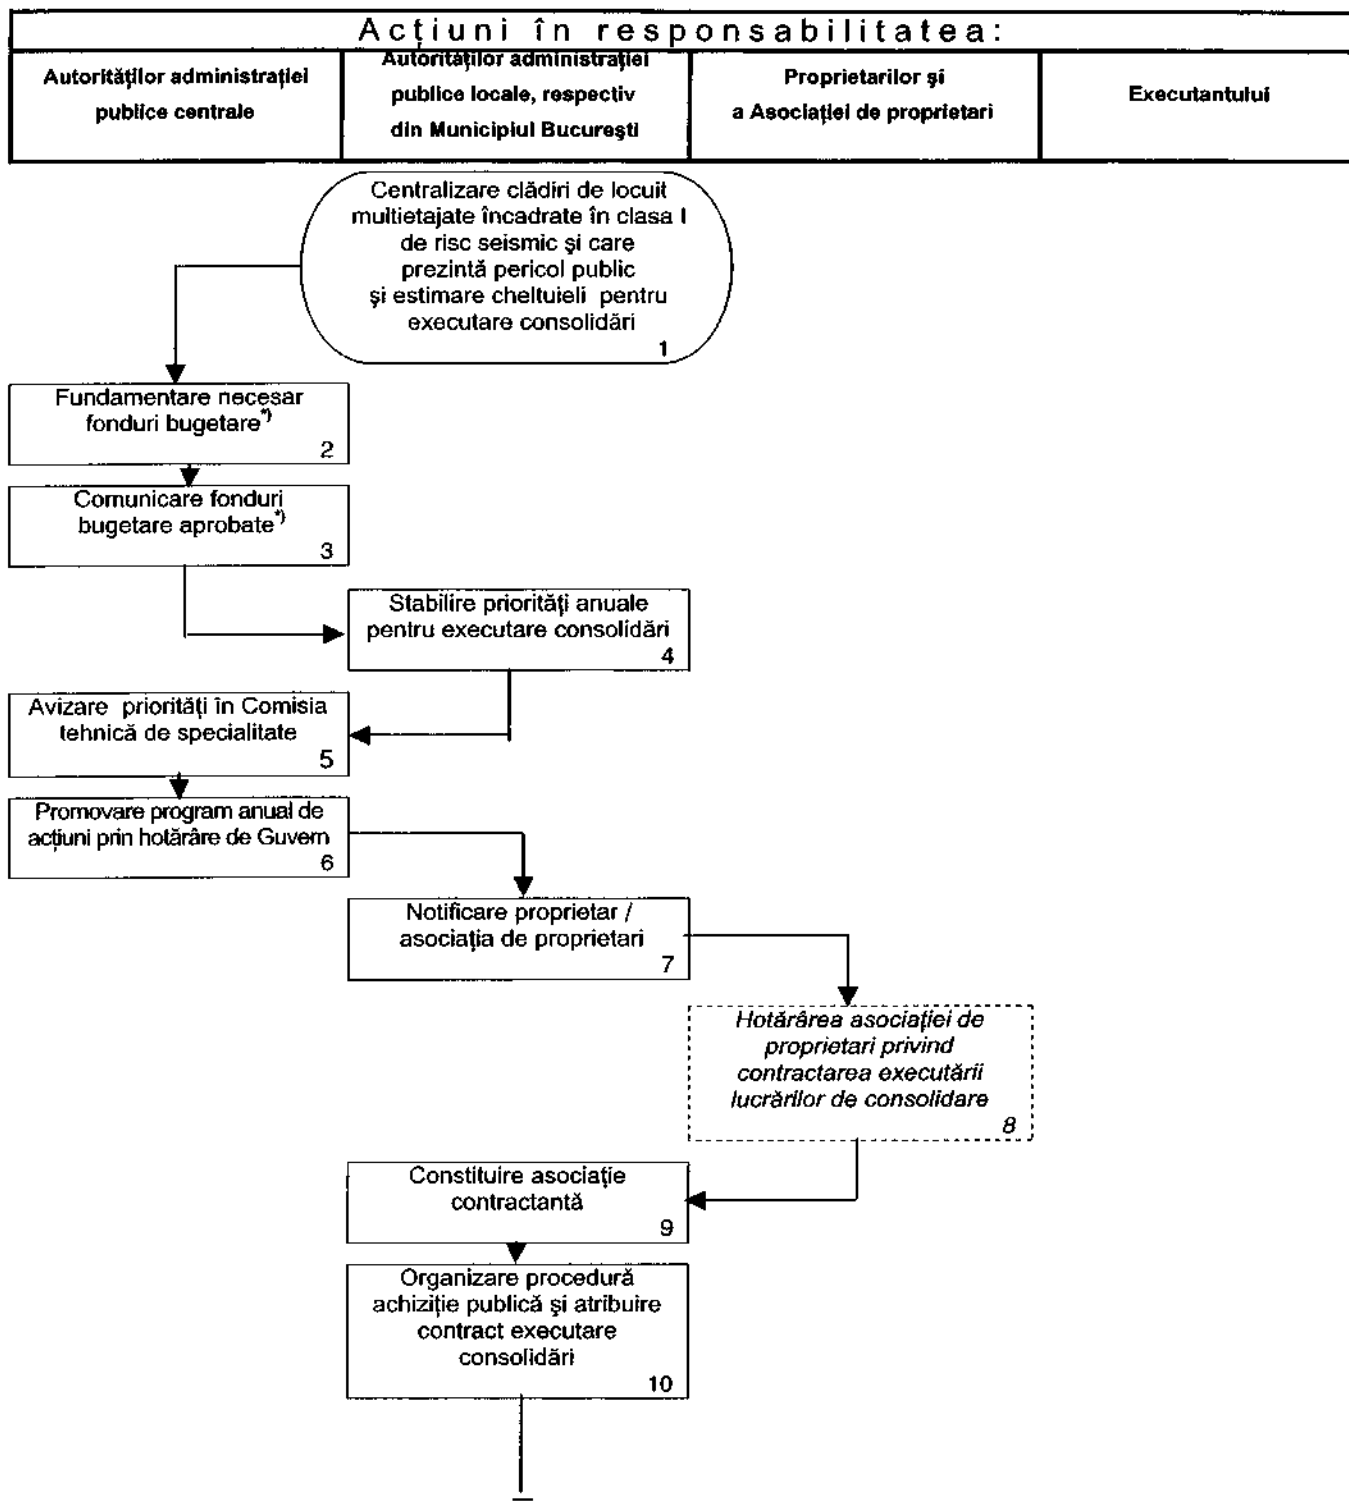 Acțiuni în responsabilitatea:
Autorităților administrației
publice centrale
Autorităților administrației
publice locale, respectiv
din Municipiul București
Proprietarilor și
a Asociației de proprietari
Executantului
Centralizare clădiri de locuit
multietajate încadrate în clasa I
de risc seismic și care
prezintă pericol public
și estimare cheltuieli pentru
executare consolidări
1
Fundamentare necesar
fonduri bugetare*)
2
Comunicare fonduri
bugetare aprobate*)
3
Stabilire priorități anuale
pentru executare consolidări
4
Avizare priorități în Comisia
tehnică de specialitate
5
Promovare program anual de
acțiuni prin hotărâre de Guvern
6
Notificare proprietar /
asociația de proprietari
7
Hotărârea asociației de
proprietari privind
contractarea executării
lucrărilor de consolidare
8
Constituire asociație
contractantă
9
Organizare procedură
achiziție publică și atribuire
contract executare
consolidări
10